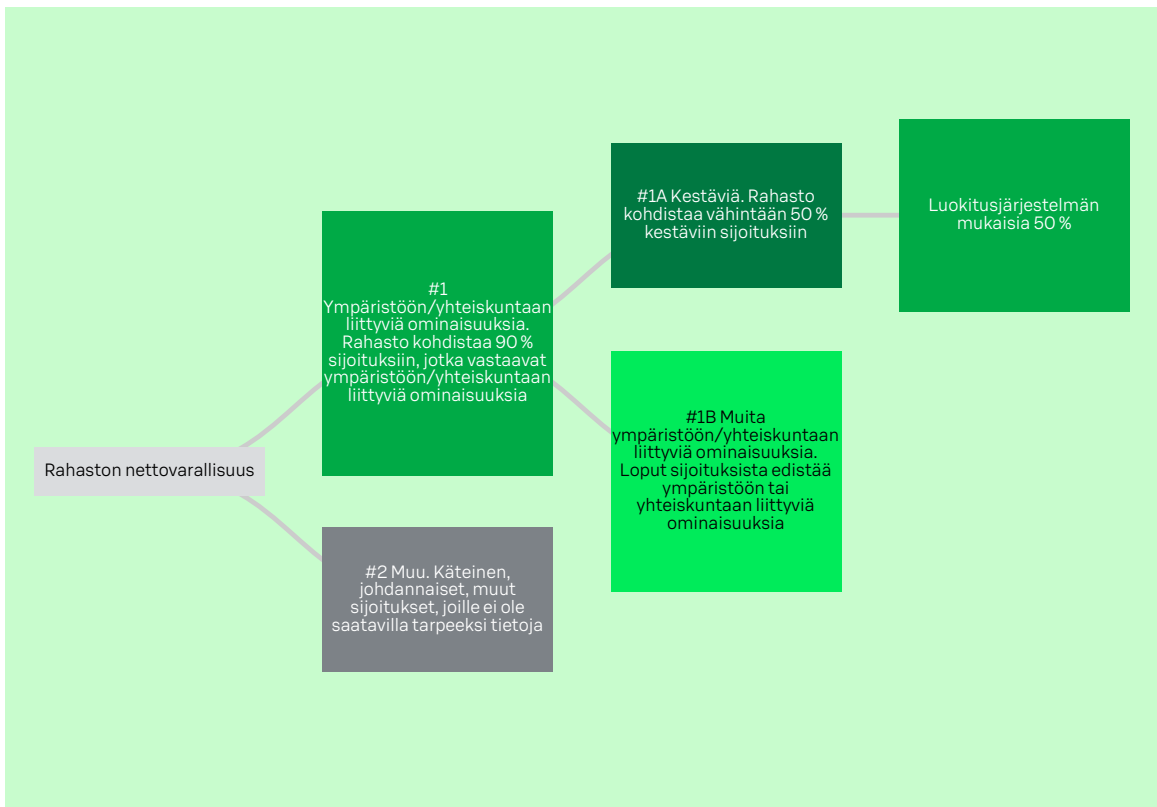 Rahaston nettovarallisuus
#1
Ympäristöön/yhteiskuntaan
liittyviä ominaisuuksia.
Rahasto kohdistaa 90 %
sijoituksiin, jotka vastaavat
ympäristöön/yhteiskuntaan
liittyviä ominaisuuksia
#2 Muu. Käteinen,
johdannaiset, muut
sijoitukset, joille ei ole
saatavilla tarpeeksi tietoja
#1A Kestäviä. Rahasto
kohdistaa vähintään 50 %
kestäviin sijoituksiin
#1B Muita
ympäristöön/yhteiskuntaan
liittyviä ominaisuuksia.
Loput sijoituksista edistää
ympäristöön tai
yhteiskuntaan liittyviä
ominaisuuksia
Luokitusjärjestelmän
mukaisia 50 %